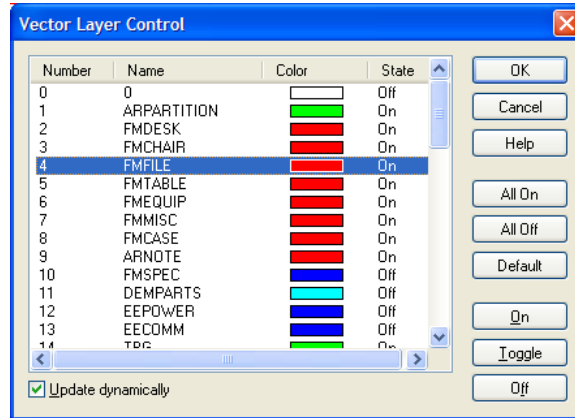 Vector Layer Control
Number Name Color State
0 0 Off
1 ARPARTITION On
2 FMDESK On
3 FMCHAIR On
4 FMFILE On
5 FMTABLE On
6 FMEQUIP On
7 FMMISC On
8 FMCASE On
9 ARNOTE On
10 FMSPEC Off
11 DEMPARTS Off
12 EEPOWER Off
13 EECOMM Off
Update dynamically
OK
Cancel
Help
All On
All Off
Default
On
Toggle
Off